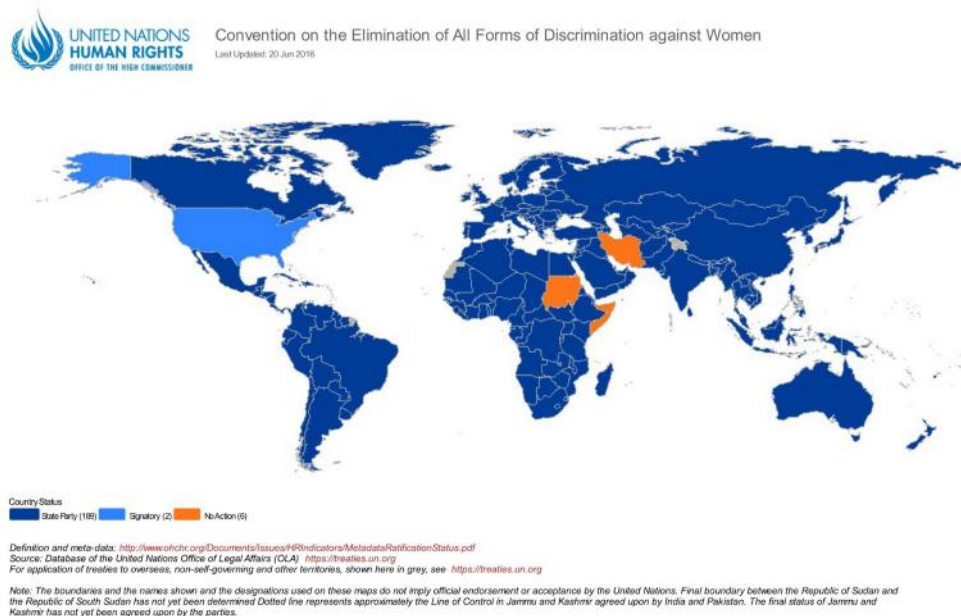 UNITED NATIONS
HUMAN RIGHTS
OFFICE OF THE HIGH COMMISSIONER
Convention on the Elimination of All Forms of Discrimination against Women
Last Updated: 20 Jun 2016
Country Status
State Party (189) Signatory (2) No Action (6)
Definition and meta-data: http://www.ohchr.org/Documents/Issues/HRIndicators/MetadataRatificationStatus.pdf
Source: Database of the United Nations Office of Legal Affairs (OLA) https://treaties.un.org
For application of treaties to overseas, non-self-governing and other territories, shown here in grey, see https://treaties.un.org
Note: The boundaries and the names shown and the designations used on these maps do not imply official endorsement or acceptance by the United Nations. Final boundary between the Republic of Sudan and
the Republic of South Sudan has not yet been determined Dotted line represents approximately the Line of Control in Jammu and Kashmir agreed upon by India and Pakistan. The final status of Jammu and
Kashmir has not yet been agreed upon by the parties.